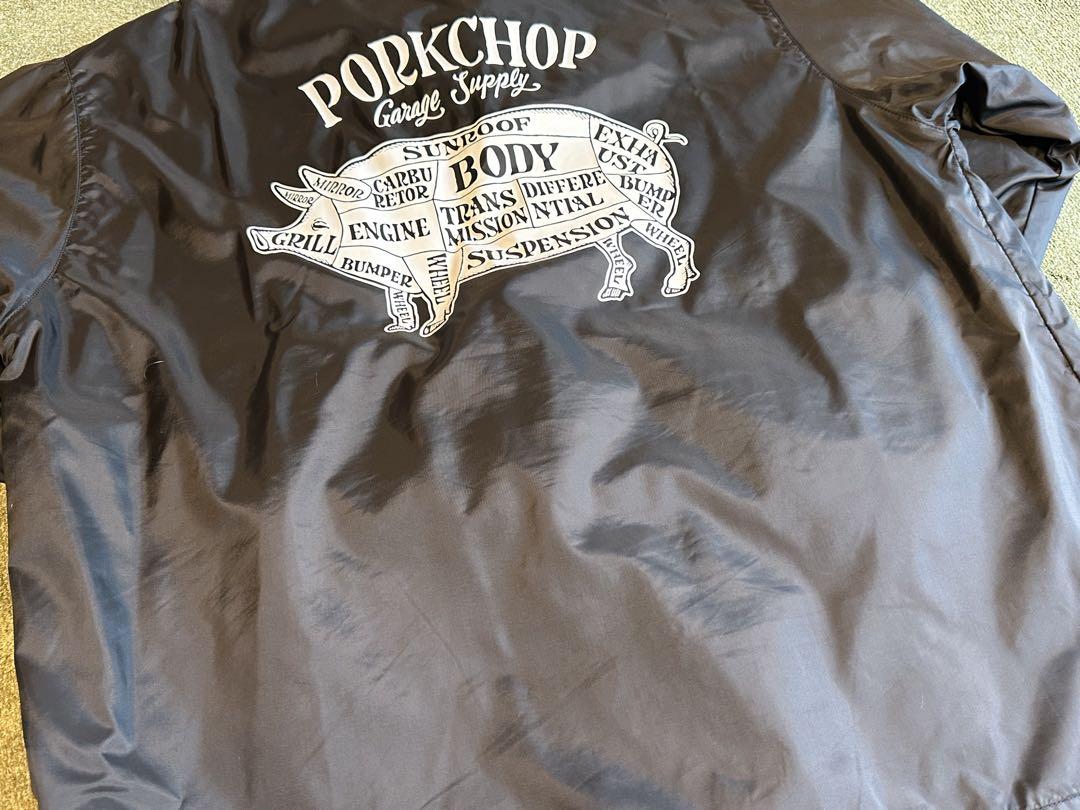 PORKCHOP
Garage Supply
SUNROOF
EXHA
UST
MIRROR
MIRROR
CARBU
RETOR
BODY
BUMP
ER
GRILL
ENGINE
TRANS
MISSION
DIFFERE
NTIAL
SUSPENSION
BUMPER
WHEEL
WHEEL
WHEEL
WHEEL